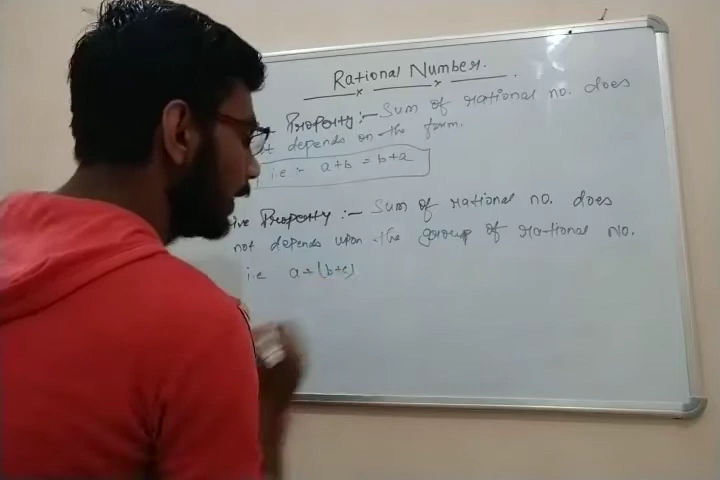 Rational Number.
Property :- Sum of rational no. does
depends on the form.
i.e :- a+b = b+a
ive Property :- Sum of rational no. does
not depends upon the group of rational no.
i.e a+(b+c)